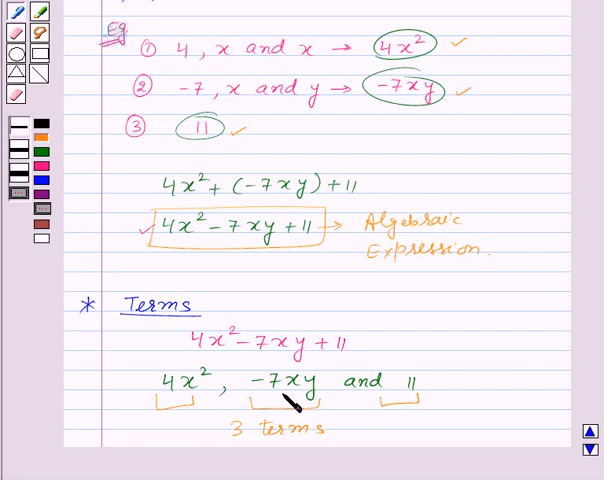 Eg
① 4, x and x → 4x² ✓
② -7, x and y → -7xy ✓
③ 11 ✓
4x² + (-7xy) + 11
✓ 4x² - 7xy + 11 → Algebraic
Expression.
* Terms
4x² - 7xy + 11
4x², -7xy and 11
3 terms